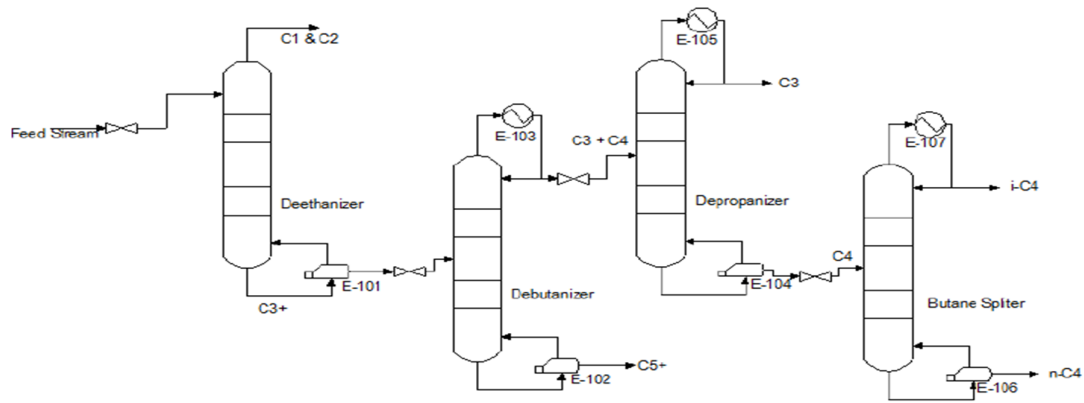 C1 & C2
E-105
C3
Feed Stream
E-103
C3 + C4
E-107
Deethanizer
Depropanizer
i-C4
E-101
C4
C3+
Debutanizer
E-104
Butane Spliter
E-102
C5+
E-106
n-C4